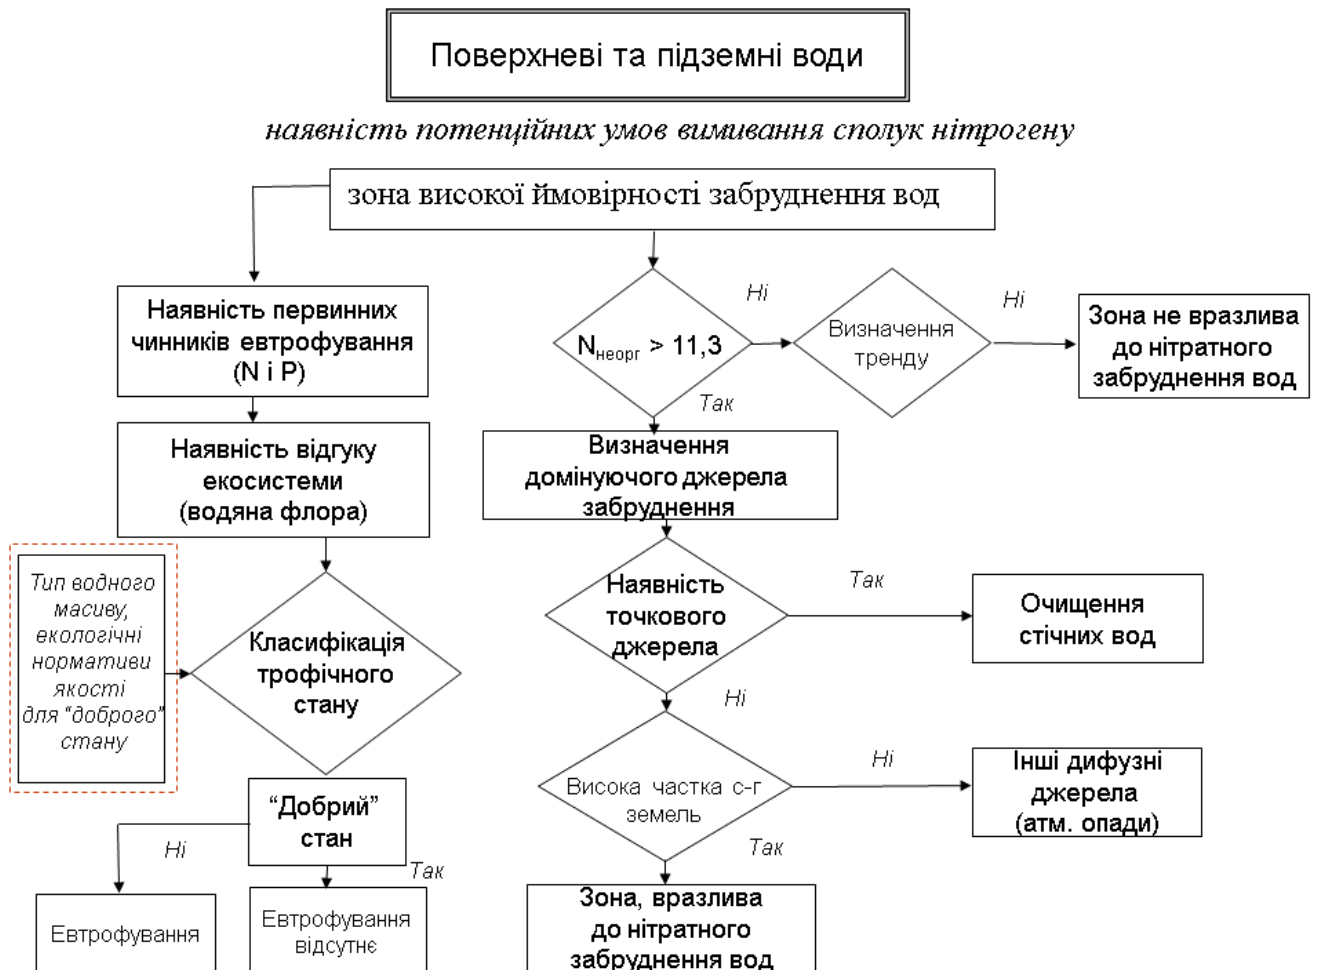 Поверхневі та підземні води
наявність потенційних умов вимивання сполук нітрогену
зона високої ймовірності забруднення вод
Наявність первинних
чинників евтрофування
(N і P)
Наявність відгуку
екосистеми
(водяна флора)
Тип водного
масиву,
екологічні
нормативи
якості
для “доброго”
стану
Класифікація
трофічного
стану
“Добрий”
стан
Ні
Так
Евтрофування
Евтрофування
відсутнє
Nнеорг > 11,3
Ні
Визначення
тренду
Ні
Зона не вразлива
до нітратного
забруднення вод
Так
Визначення
домінуючого джерела
забруднення
Наявність
точкового
джерела
Так
Очищення
стічних вод
Ні
Висока частка с-г
земель
Ні
Інші дифузні
джерела
(атм. опади)
Так
Зона, вразлива
до нітратного
забруднення вод